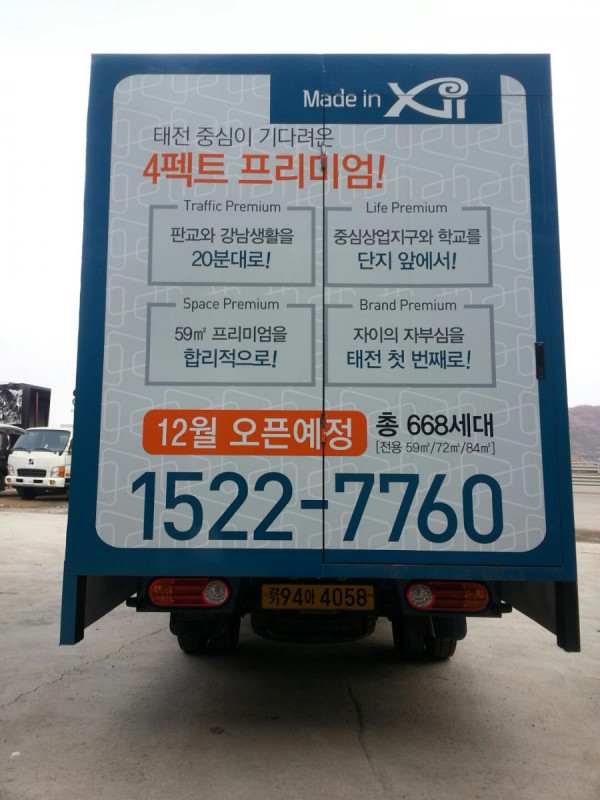 Made in Xii
태전 중심이 기다려온
4펙트 프리미엄!
Traffic Premium
판교와 강남생활을
20분대로!
Life Premium
중심상업지구와 학교를
단지 앞에서!
Space Premium
59㎡ 프리미엄을
합리적으로!
Brand Premium
자이의 자부심을
태전 첫 번째로!
12월 오픈예정
총 668세대
[전용 59㎡/72㎡/84㎡]
1522-7760
94아 4058